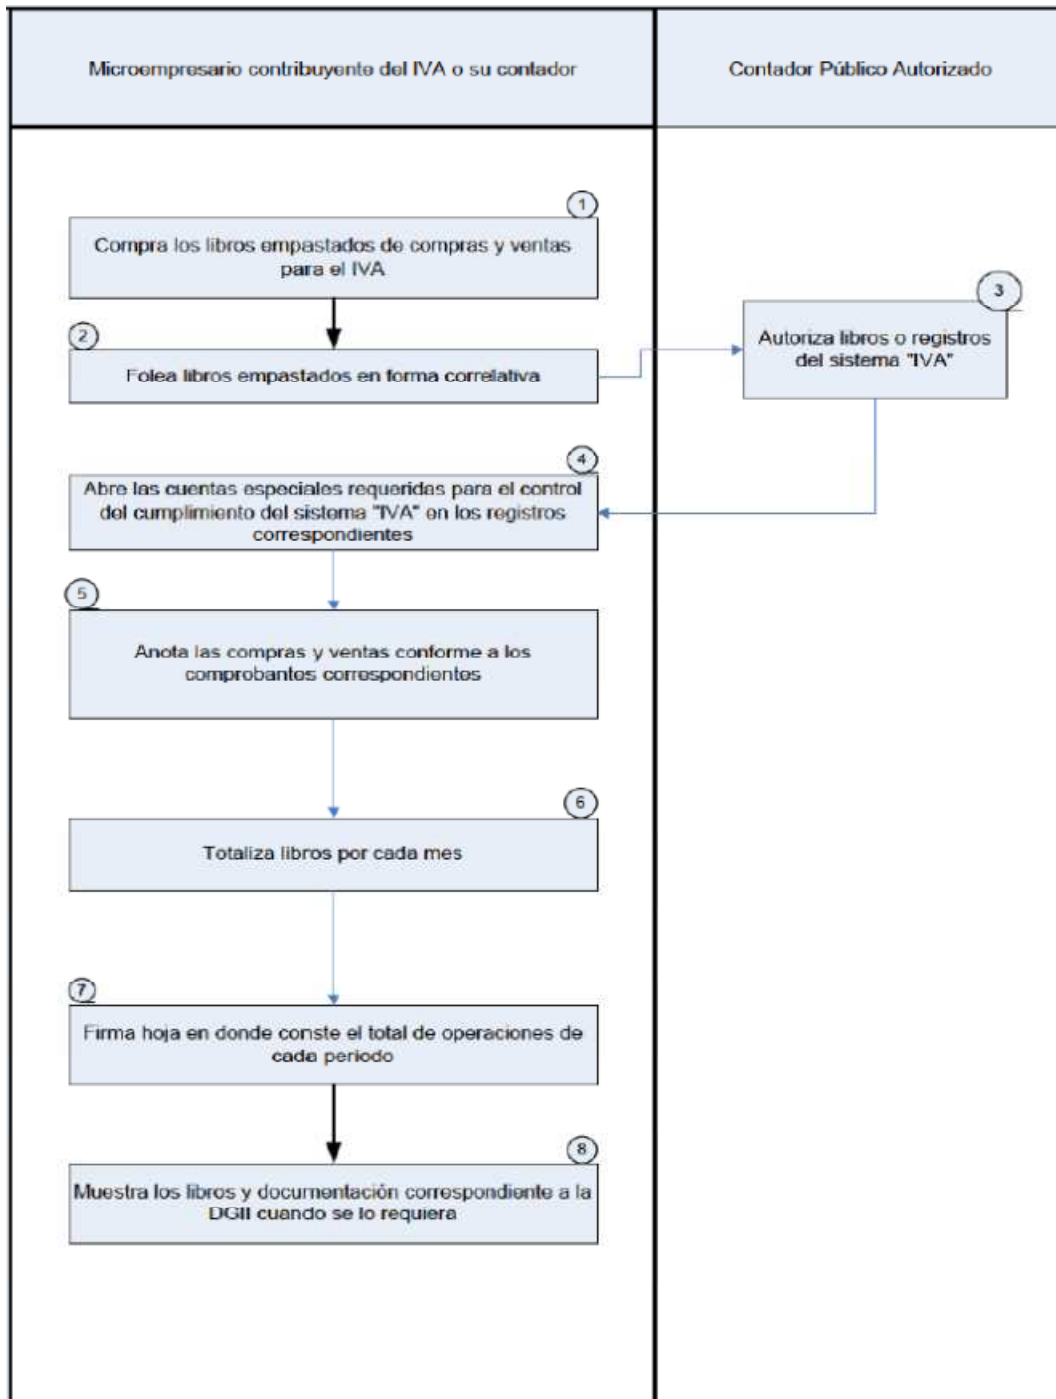 Microempresario contribuyente del IVA o su contador
Contador Público Autorizado
1
Compra los libros empastados de compras y ventas
para el IVA
2
Folea libros empastados en forma correlativa
3
Autoriza libros o registros
del sistema "IVA"
4
Abre las cuentas especiales requeridas para el control
del cumplimiento del sistema "IVA" en los registros
correspondientes
5
Anota las compras y ventas conforme a los
comprobantes correspondientes
6
Totaliza libros por cada mes
7
Firma hoja en donde conste el total de operaciones de
cada periodo
8
Muestra los libros y documentación correspondiente a la
DGII cuando se lo requiera